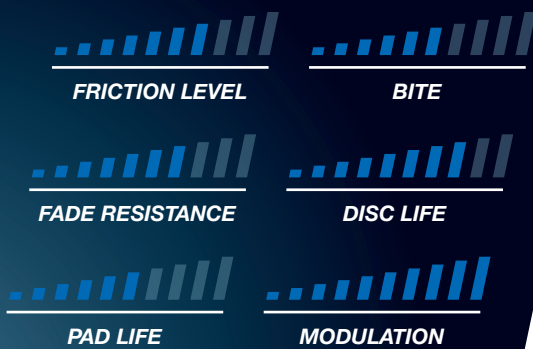 FRICTION LEVEL
BITE
FADE RESISTANCE
DISC LIFE
PAD LIFE
MODULATION